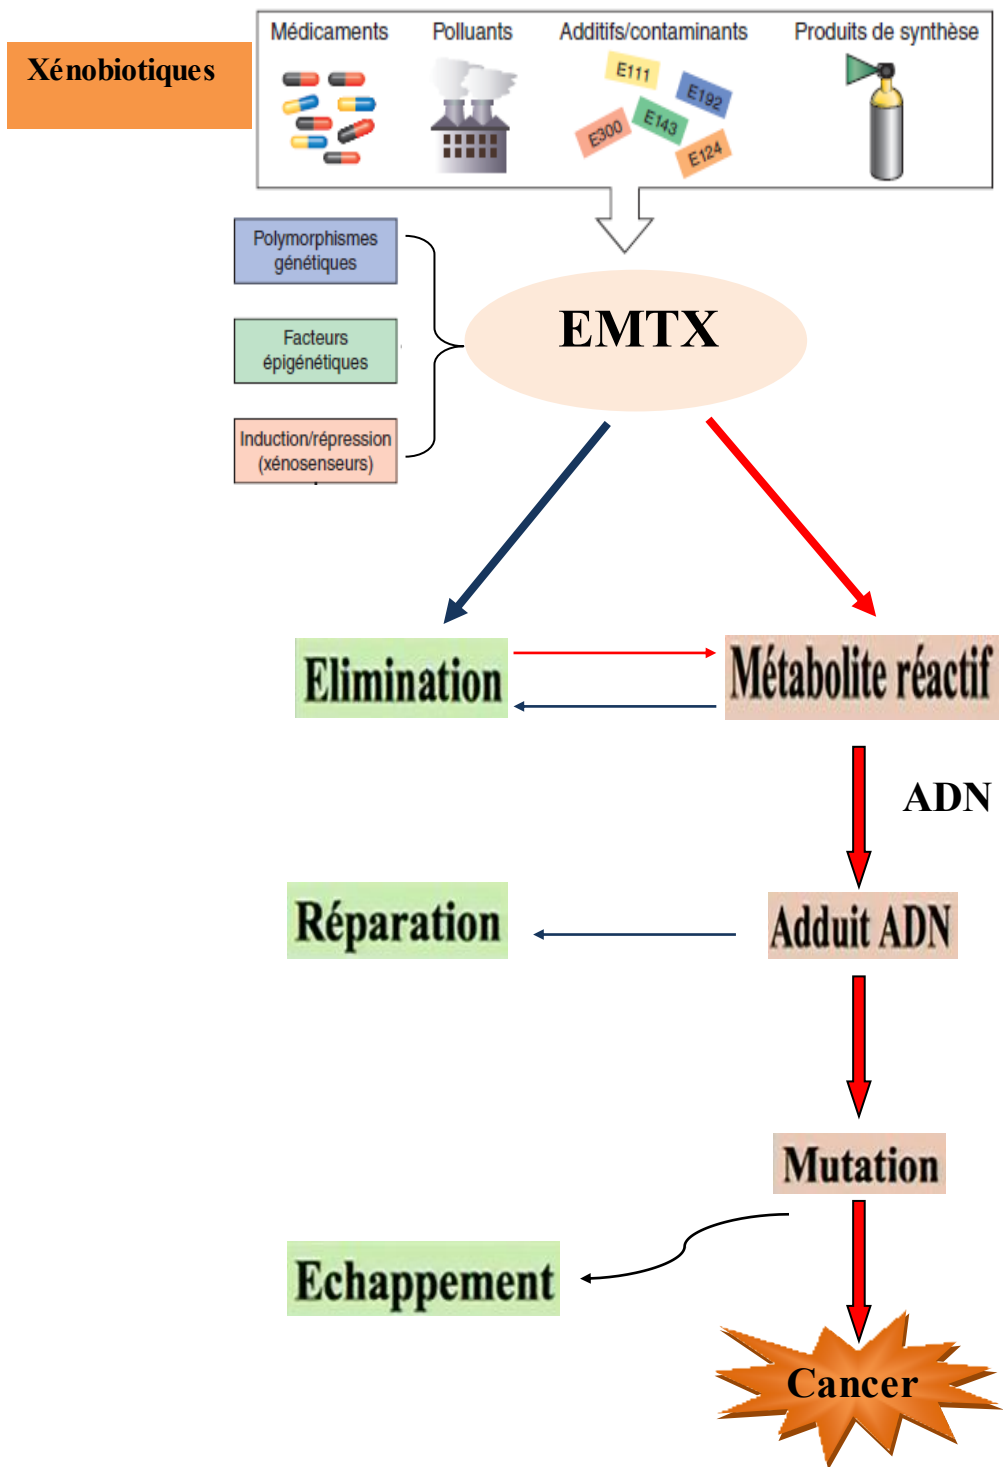 Xénobiotiques
Médicaments
Polluants
Additifs/contaminants
Produits de synthèse
E111
E192
E300
E143
E124
Polymorphismes
génétiques
Facteurs
épigénétiques
Induction/répression
(xénosenseurs)
EMTX
Elimination
Métabolite réactif
ADN
Réparation
Adduit ADN
Mutation
Echappement
Cancer